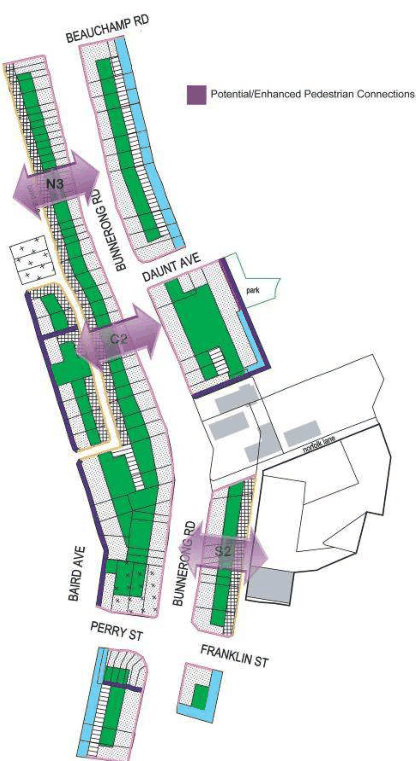 BEAUCHAMP RD
Potential/Enhanced Pedestrian Connections
N3
BUNNERONG RD
DAUNT AVE
park
C2
norfolk lane
S2
BUNNERONG RD
BAIRD AVE
PERRY ST
FRANKLIN ST